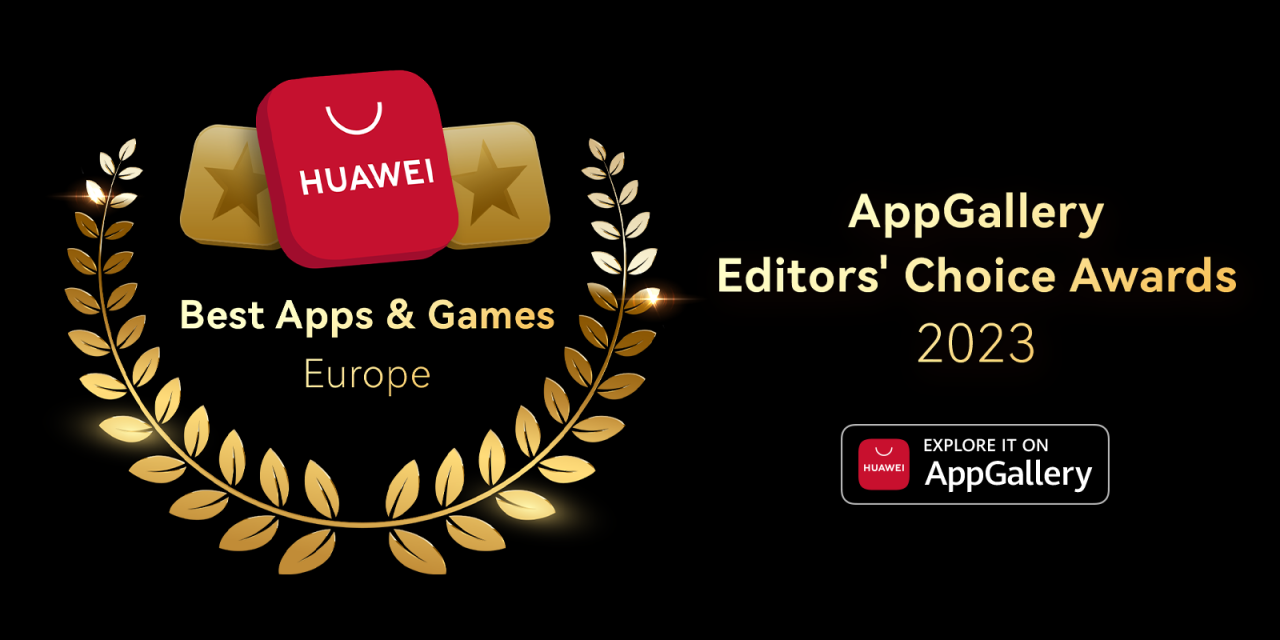 HUAWEI
Best Apps & Games
Europe
AppGallery
Editors' Choice Awards
2023
HUAWEI
EXPLORE IT ON
AppGallery